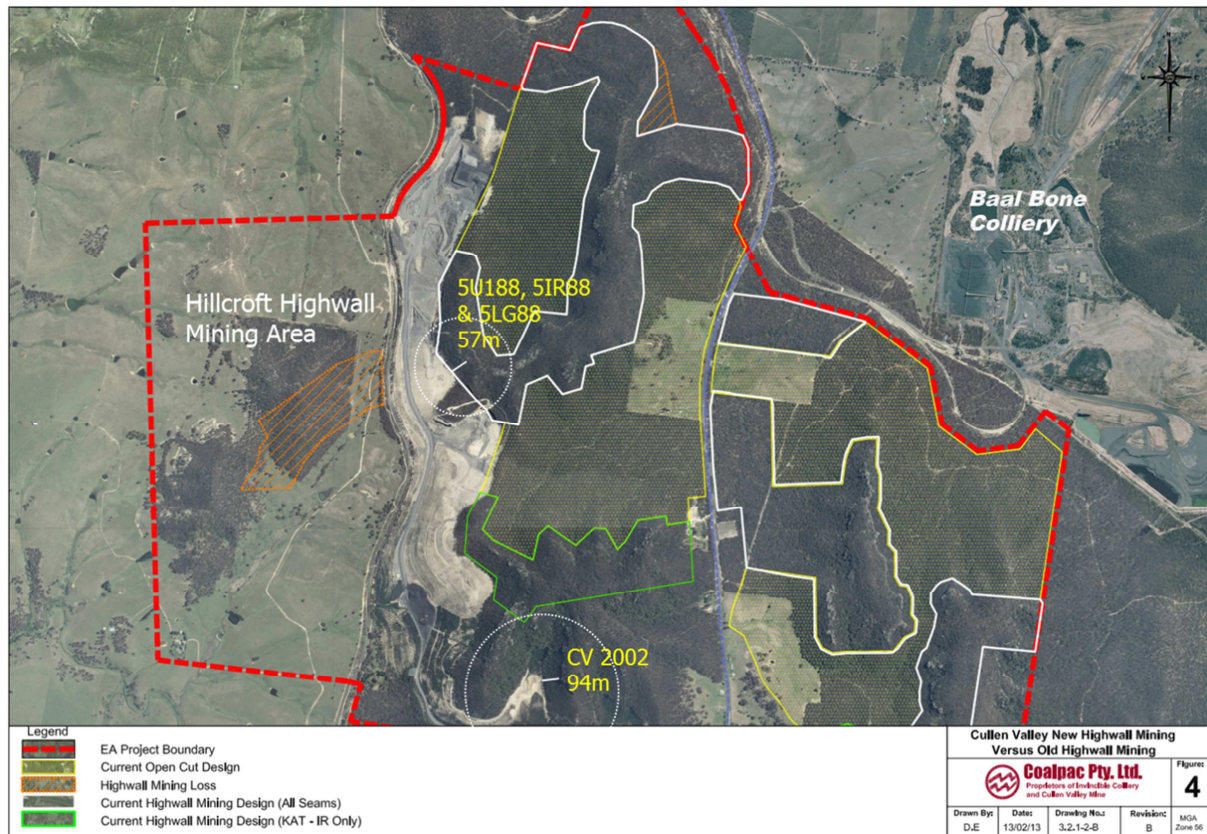 Baal Bone
Colliery
Hillcroft Highwall
Mining Area
5U188, 5IR88
& 5LG88
57m
CV 2002
94m
Legend
EA Project Boundary
Current Open Cut Design
Highwall Mining Loss
Current Highwall Mining Design (All Seams)
Current Highwall Mining Design (KAT - IR Only)
Cullen Valley New Highwall Mining
Versus Old Highwall Mining
Coalpac Pty. Ltd.
Proprietors of Invincible Colliery
and Cullen Valley Mine
Figure:
4
Drawn By:
D.E
Date:
13/02/13
Drawing No.:
3.2.1-2-B
Revision:
B
MGA
Zone 56